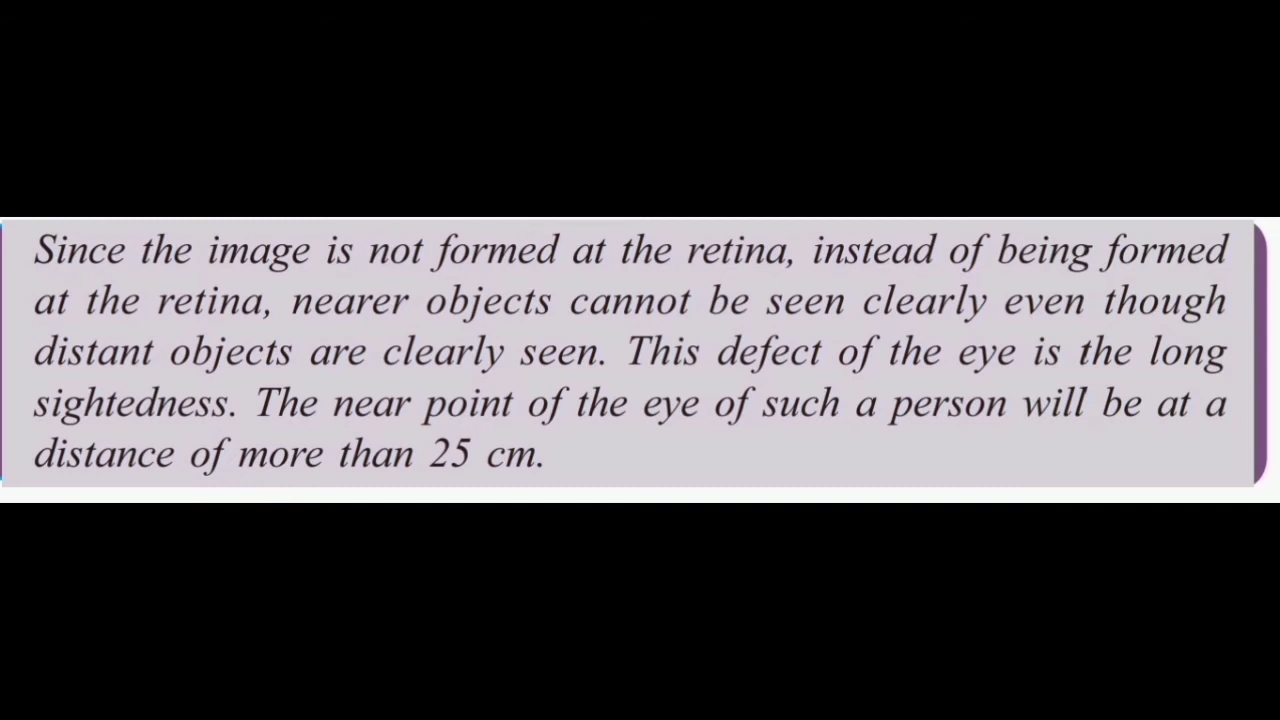 Since the image is not formed at the retina, instead of being formed
at the retina, nearer objects cannot be seen clearly even though
distant objects are clearly seen. This defect of the eye is the long
sightedness. The near point of the eye of such a person will be at a
distance of more than 25 cm.